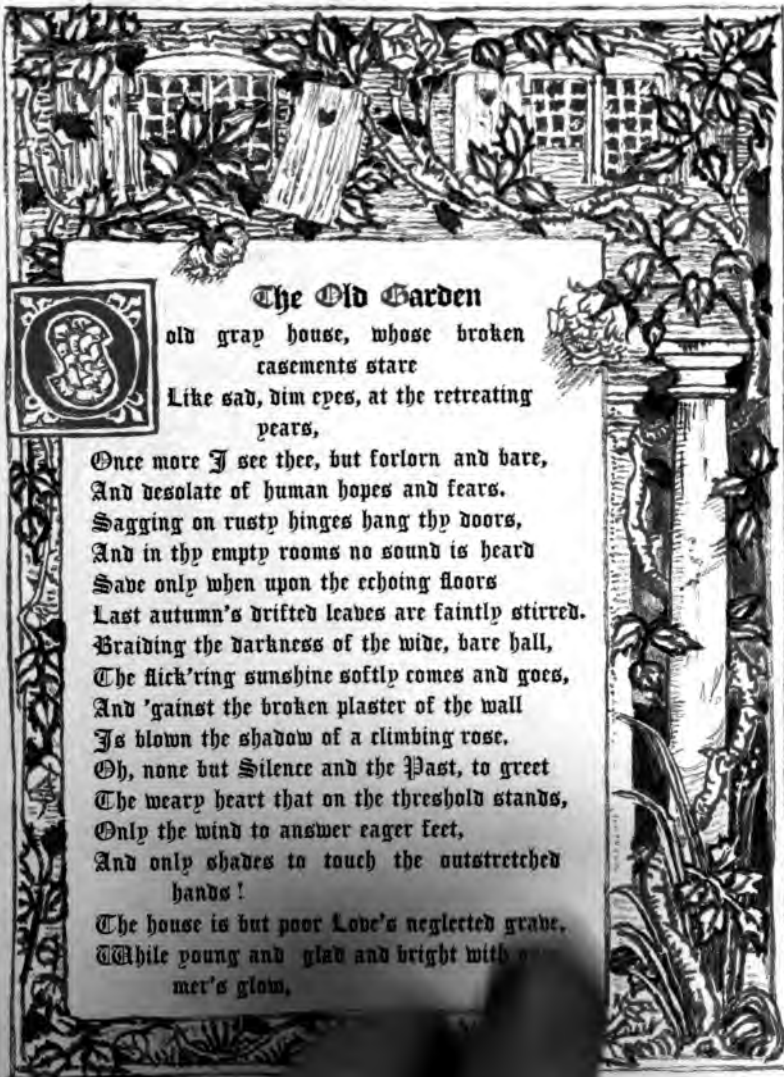 The Old Garden
O old gray house, whose broken
casements stare
Like sad, dim eyes, at the retreating
years,
Once more I see thee, but forlorn and bare,
And desolate of human hopes and fears.
Sagging on rusty hinges hang thy doors,
And in thy empty rooms no sound is heard
Save only when upon the echoing floors
Last autumn's drifted leaves are faintly stirred.
Braiding the darkness of the wide, bare hall,
The flick'ring sunshine softly comes and goes,
And 'gainst the broken plaster of the wall
Is blown the shadow of a climbing rose.
Oh, none but Silence and the Past, to greet
The weary heart that on the threshold stands,
Only the wind to answer eager feet,
And only shades to touch the outstretched
hands!
The house is but poor Love's neglected grave,
While young and glad and bright with
mer's glow,